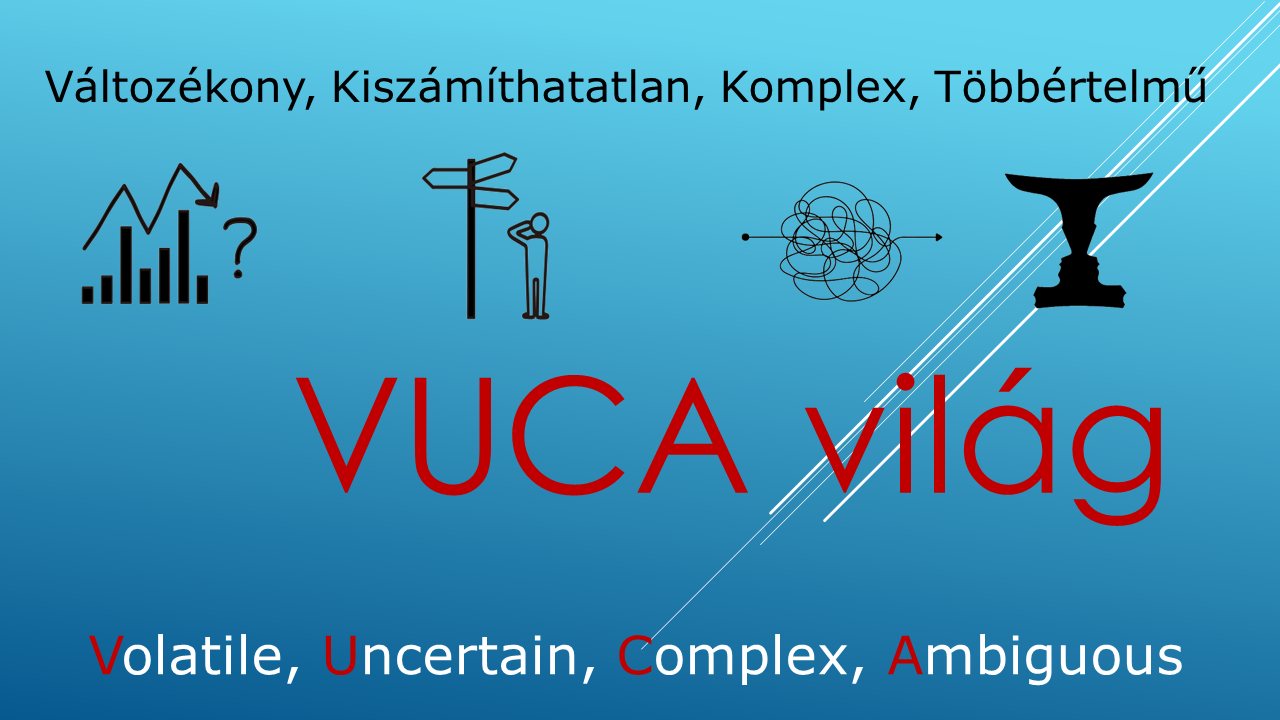 Változékony, Kiszámíthatatlan, Komplex, Többértelmű
?
VUCA világ
Volatile, Uncertain, Complex, Ambiguous